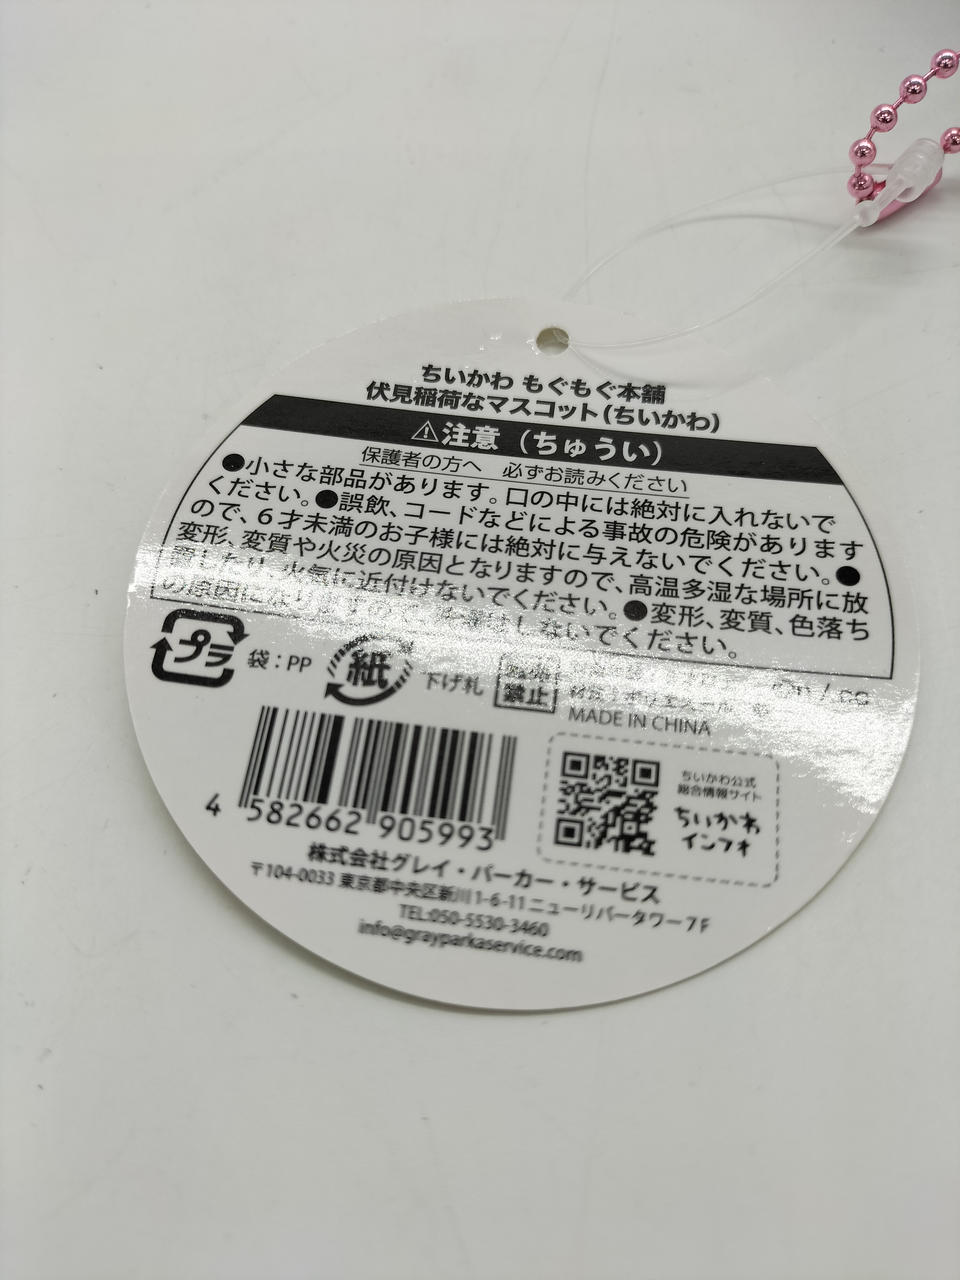 ちいかわ もぐもぐ本舗
伏見稲荷なマスコット(ちいかわ)
⚠注意（ちゅうい）
保護者の方へ 必ずお読みください
●小さな部品があります。口の中には絶対に入れないで
ください。●誤飲、コードなどによる事故の危険があります
ので、6才未満のお子様には絶対に与えないでください。●
変形、変質や火災の原因となりますので、高温多湿な場所に放
置したり、火気に近付けないでください。●変形、変質、色落ち
の原因になりますので、しないでください。
プラ 袋：PP 紙 下げ札 禁止
MADE IN CHINA
ちいかわ公式
総合情報サイト
ちいかわ
インフォ
4 582662 905993
株式会社グレイ・パーカー・サービス
〒104-0033 東京都中央区新川1-6-11 ニューリバータワー7F
TEL:050-5530-3460
info@grayparkaservice.com